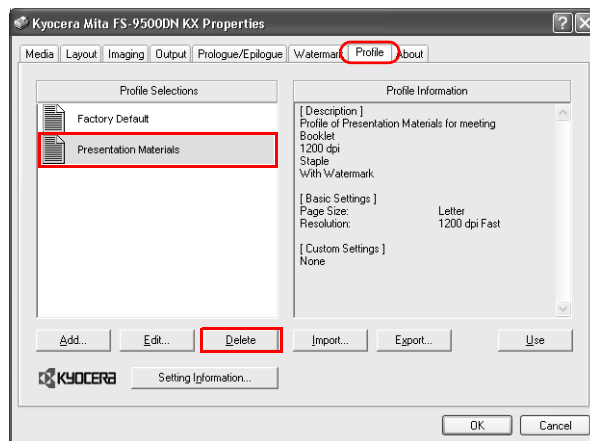 Kyocera Mita FS-9500DN KX Properties
Media Layout Imaging Output Prologue/Epilogue Watermark Profile About
Profile Selections
Factory Default
Presentation Materials
Profile Information
[ Description ]
Profile of Presentation Materials for meeting
Booklet
1200 dpi
Staple
With Watermark
[ Basic Settings ]
Page Size: Letter
Resolution: 1200 dpi Fast
[ Custom Settings ]
None
Add... Edit... Delete Import... Export... Use
KYOCERA Setting Information...
OK Cancel